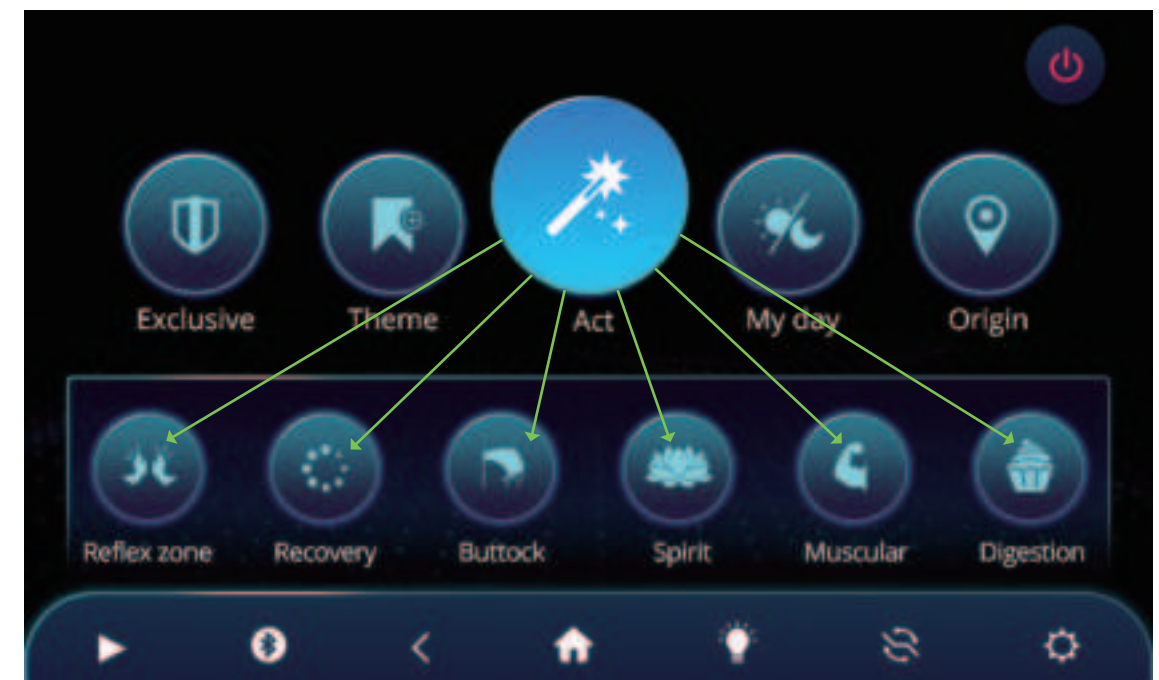 Exclusive
Theme
Act
My day
Origin
Reflex zone
Recovery
Buttock
Spirit
Muscular
Digestion